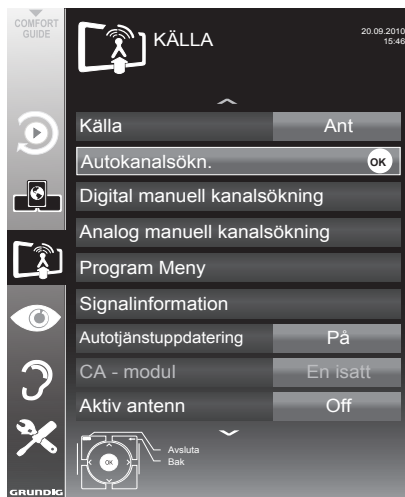 COMFORT
GUIDE
KÄLLA
20.09.2010
15:46
Källa Ant
Autokanalsökn. OK
Digital manuell kanalsökning
Analog manuell kanalsökning
Program Meny
Signalinformation
Autotjänstuppdatering På
CA - modul En isatt
Aktiv antenn Off
OK
Avsluta
Bak
GRUNDIG